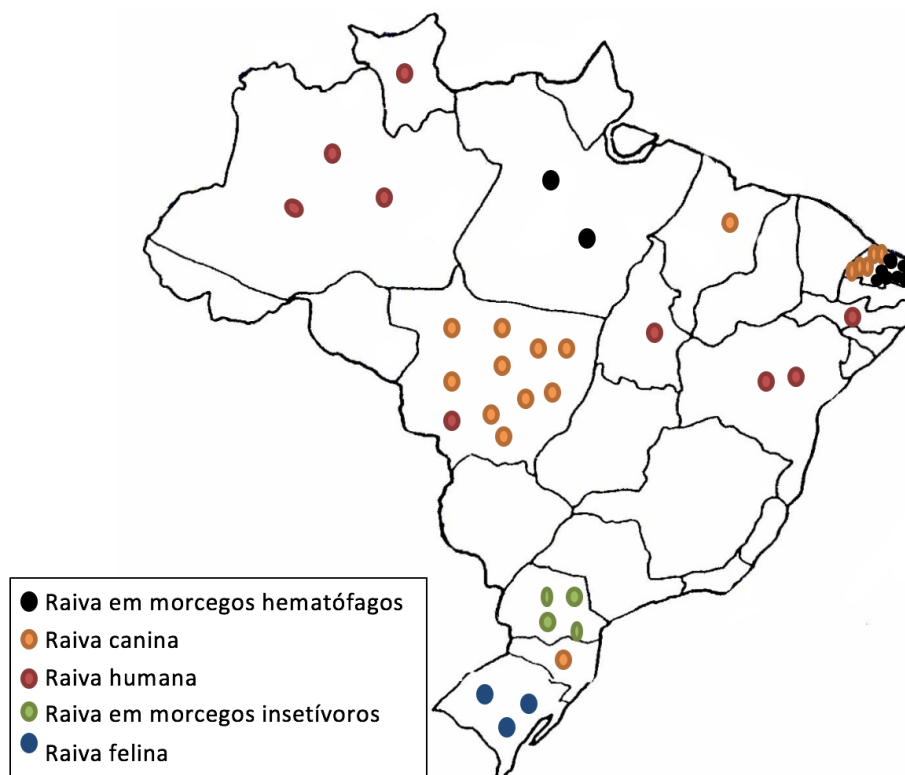 Raiva em morcegos hematófagos
Raiva canina
Raiva humana
Raiva em morcegos insetívoros
Raiva felina